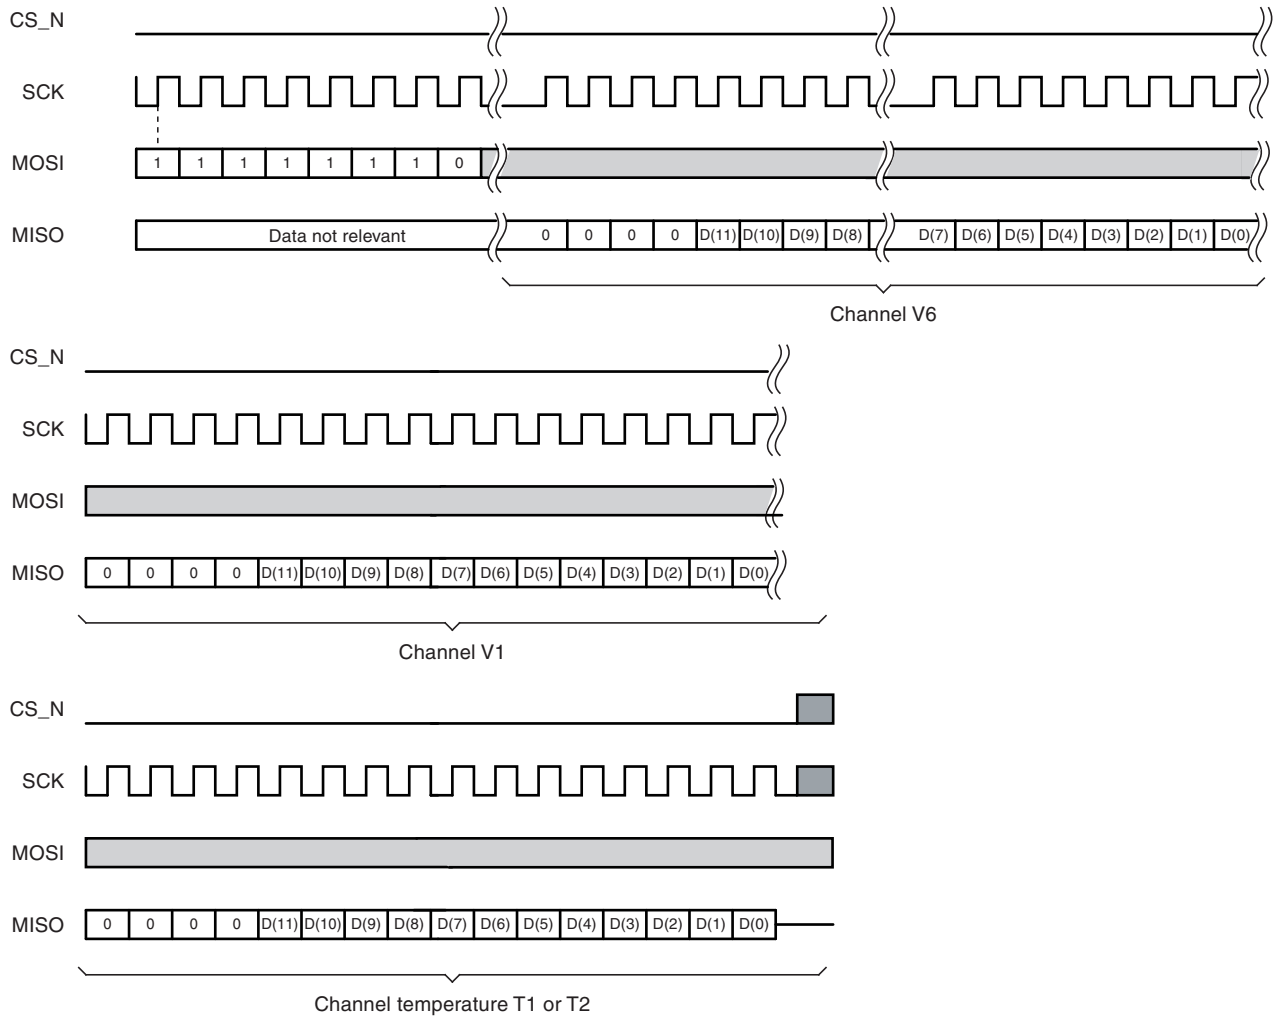 CS_N
SCK
MOSI 1 1 1 1 1 1 1 0
MISO Data not relevant 0 0 0 0 D(11) D(10) D(9) D(8) D(7) D(6) D(5) D(4) D(3) D(2) D(1) D(0)
Channel V6
CS_N
SCK
MOSI
MISO 0 0 0 0 D(11) D(10) D(9) D(8) D(7) D(6) D(5) D(4) D(3) D(2) D(1) D(0)
Channel V1
CS_N
SCK
MOSI
MISO 0 0 0 0 D(11) D(10) D(9) D(8) D(7) D(6) D(5) D(4) D(3) D(2) D(1) D(0)
Channel temperature T1 or T2